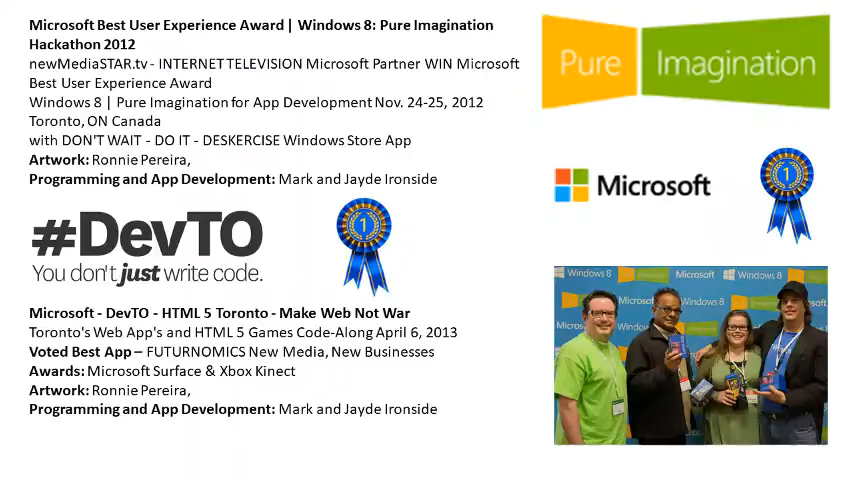 Microsoft Best User Experience Award | Windows 8: Pure Imagination
Hackathon 2012
newMediaSTAR.tv - INTERNET TELEVISION Microsoft Partner WIN Microsoft
Best User Experience Award
Windows 8 | Pure Imagination for App Development Nov. 24-25, 2012
Toronto, ON Canada
with DON'T WAIT - DO IT - DESKERCISE Windows Store App
Artwork: Ronnie Pereira,
Programming and App Development: Mark and Jayde Ironside
Pure Imagination
Microsoft
1
#DevTO
You don't just write code.
1
Microsoft - DevTO - HTML 5 Toronto - Make Web Not War
Toronto's Web App's and HTML 5 Games Code-Along April 6, 2013
Voted Best App – FUTURNOMICS New Media, New Businesses
Awards: Microsoft Surface & Xbox Kinect
Artwork: Ronnie Pereira,
Programming and App Development: Mark and Jayde Ironside
Windows 8 Microsoft Windows 8
Windows 8